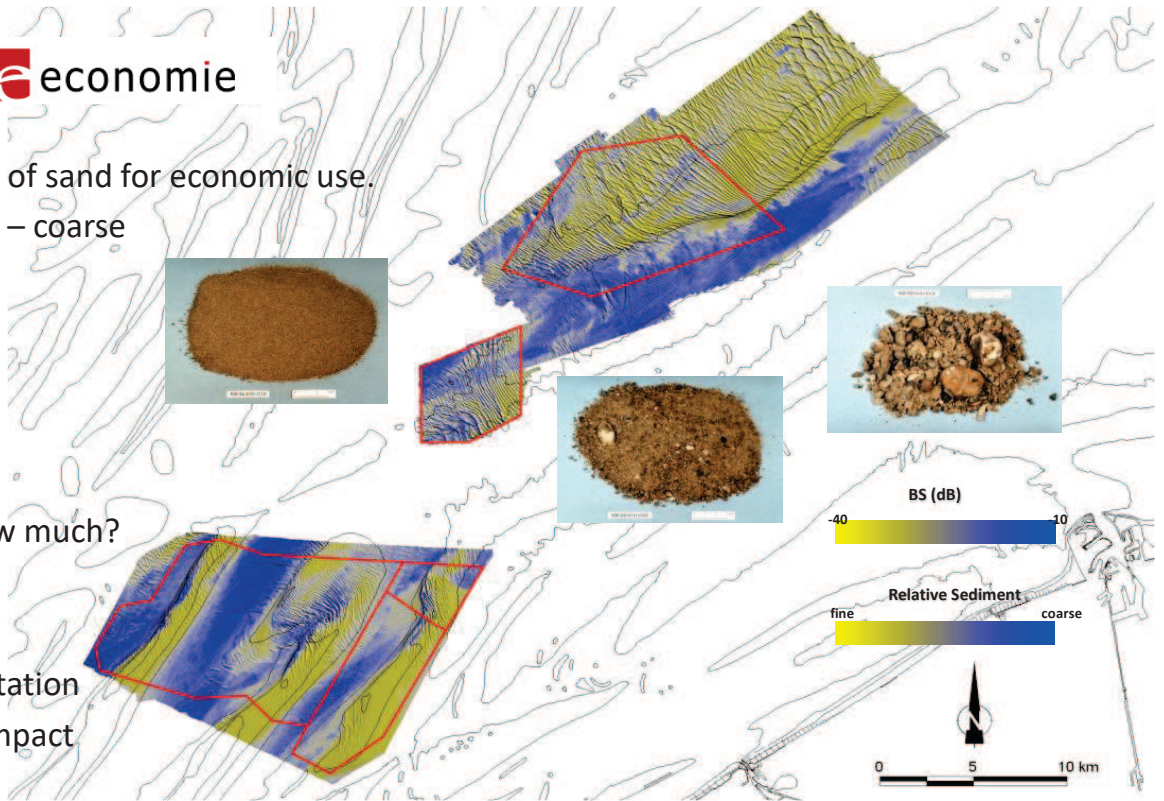 economie
of sand for economic use.
– coarse
w much?
tation
mpact
BS (dB)
-40
-10
Relative Sediment
fine
coarse
N
0 5 10 km